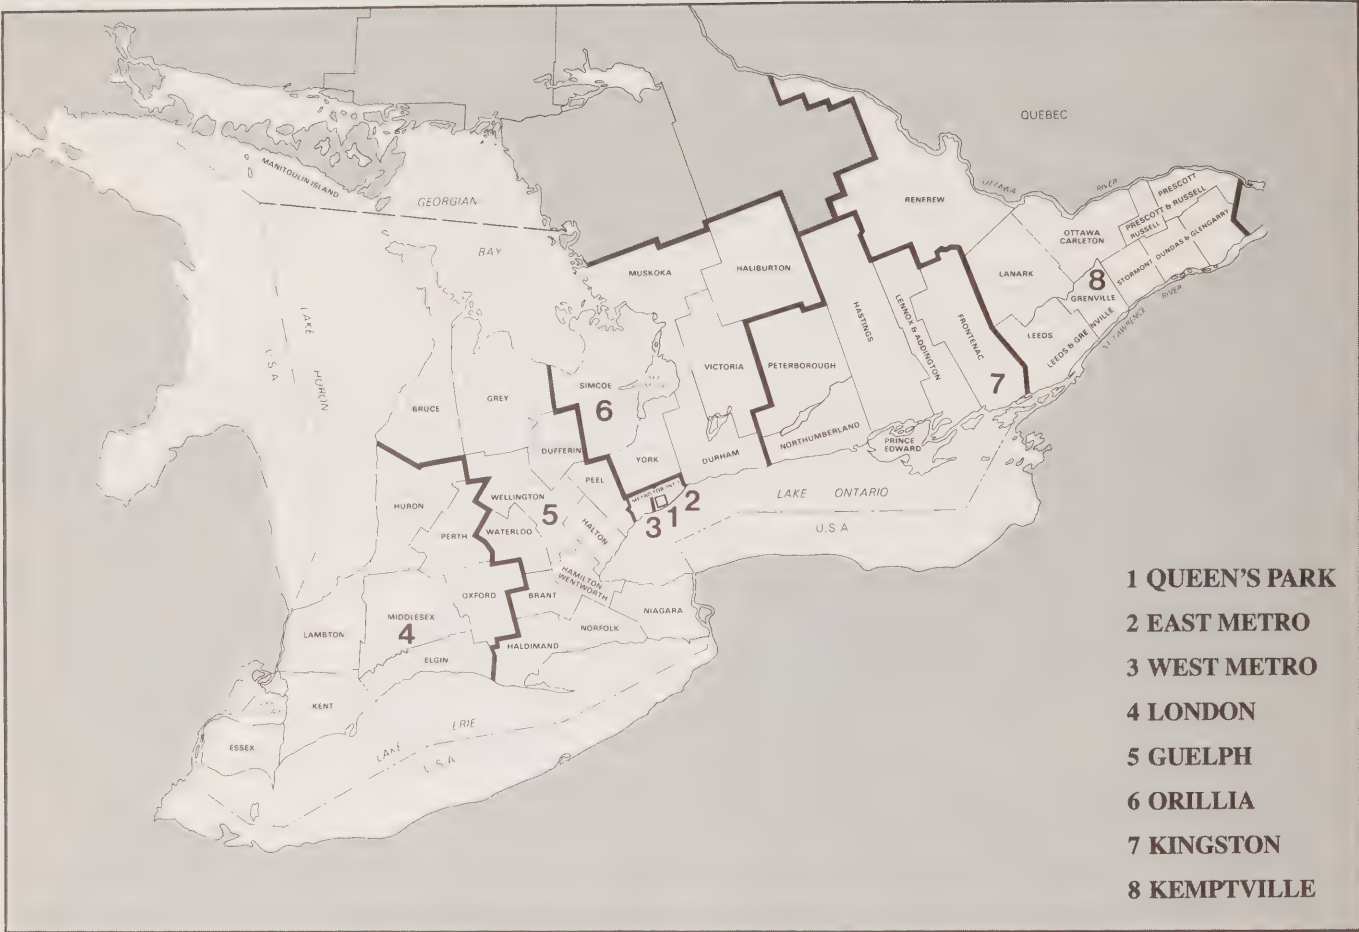 QUEBEC
MANITOULIN ISLAND
GEORGIAN
BAY
OTTAWA
RIVER
PRESCOTT
PRESCOTT & RUSSELL
RUSSELL
RENFREW
OTTAWA
CARLETON
STORMONT DUNDAS & GLENGARRY
MUSKOKA
HALIBURTON
LANARK
8
GRENVILLE
LEEDS
LEEDS & GRENVILLE
ST. LAWRENCE
RIVER
LAKE
HURON
U.S.A
HASTINGS
LENNOX & ADDINGTON
FRONTENAC
7
VICTORIA
PETERBOROUGH
SIMCOE
6
BRUCE
GREY
DUFFERIN
YORK
DURHAM
NORTHUMBERLAND
PRINCE
EDWARD
PEEL
WELLINGTON
5
HURON
PERTH
WATERLOO
HALTON
2
1
3
LAKE ONTARIO
U.S.A
HAMILTON
WENTWORTH
OXFORD
BRANT
NIAGARA
NORFOLK
HALDIMAND
MIDDLESEX
4
LAMBTON
ELGIN
KENT
ESSEX
LAKE
ERIE
U.S.A
1 QUEEN'S PARK
2 EAST METRO
3 WEST METRO
4 LONDON
5 GUELPH
6 ORILLIA
7 KINGSTON
8 KEMPTVILLE